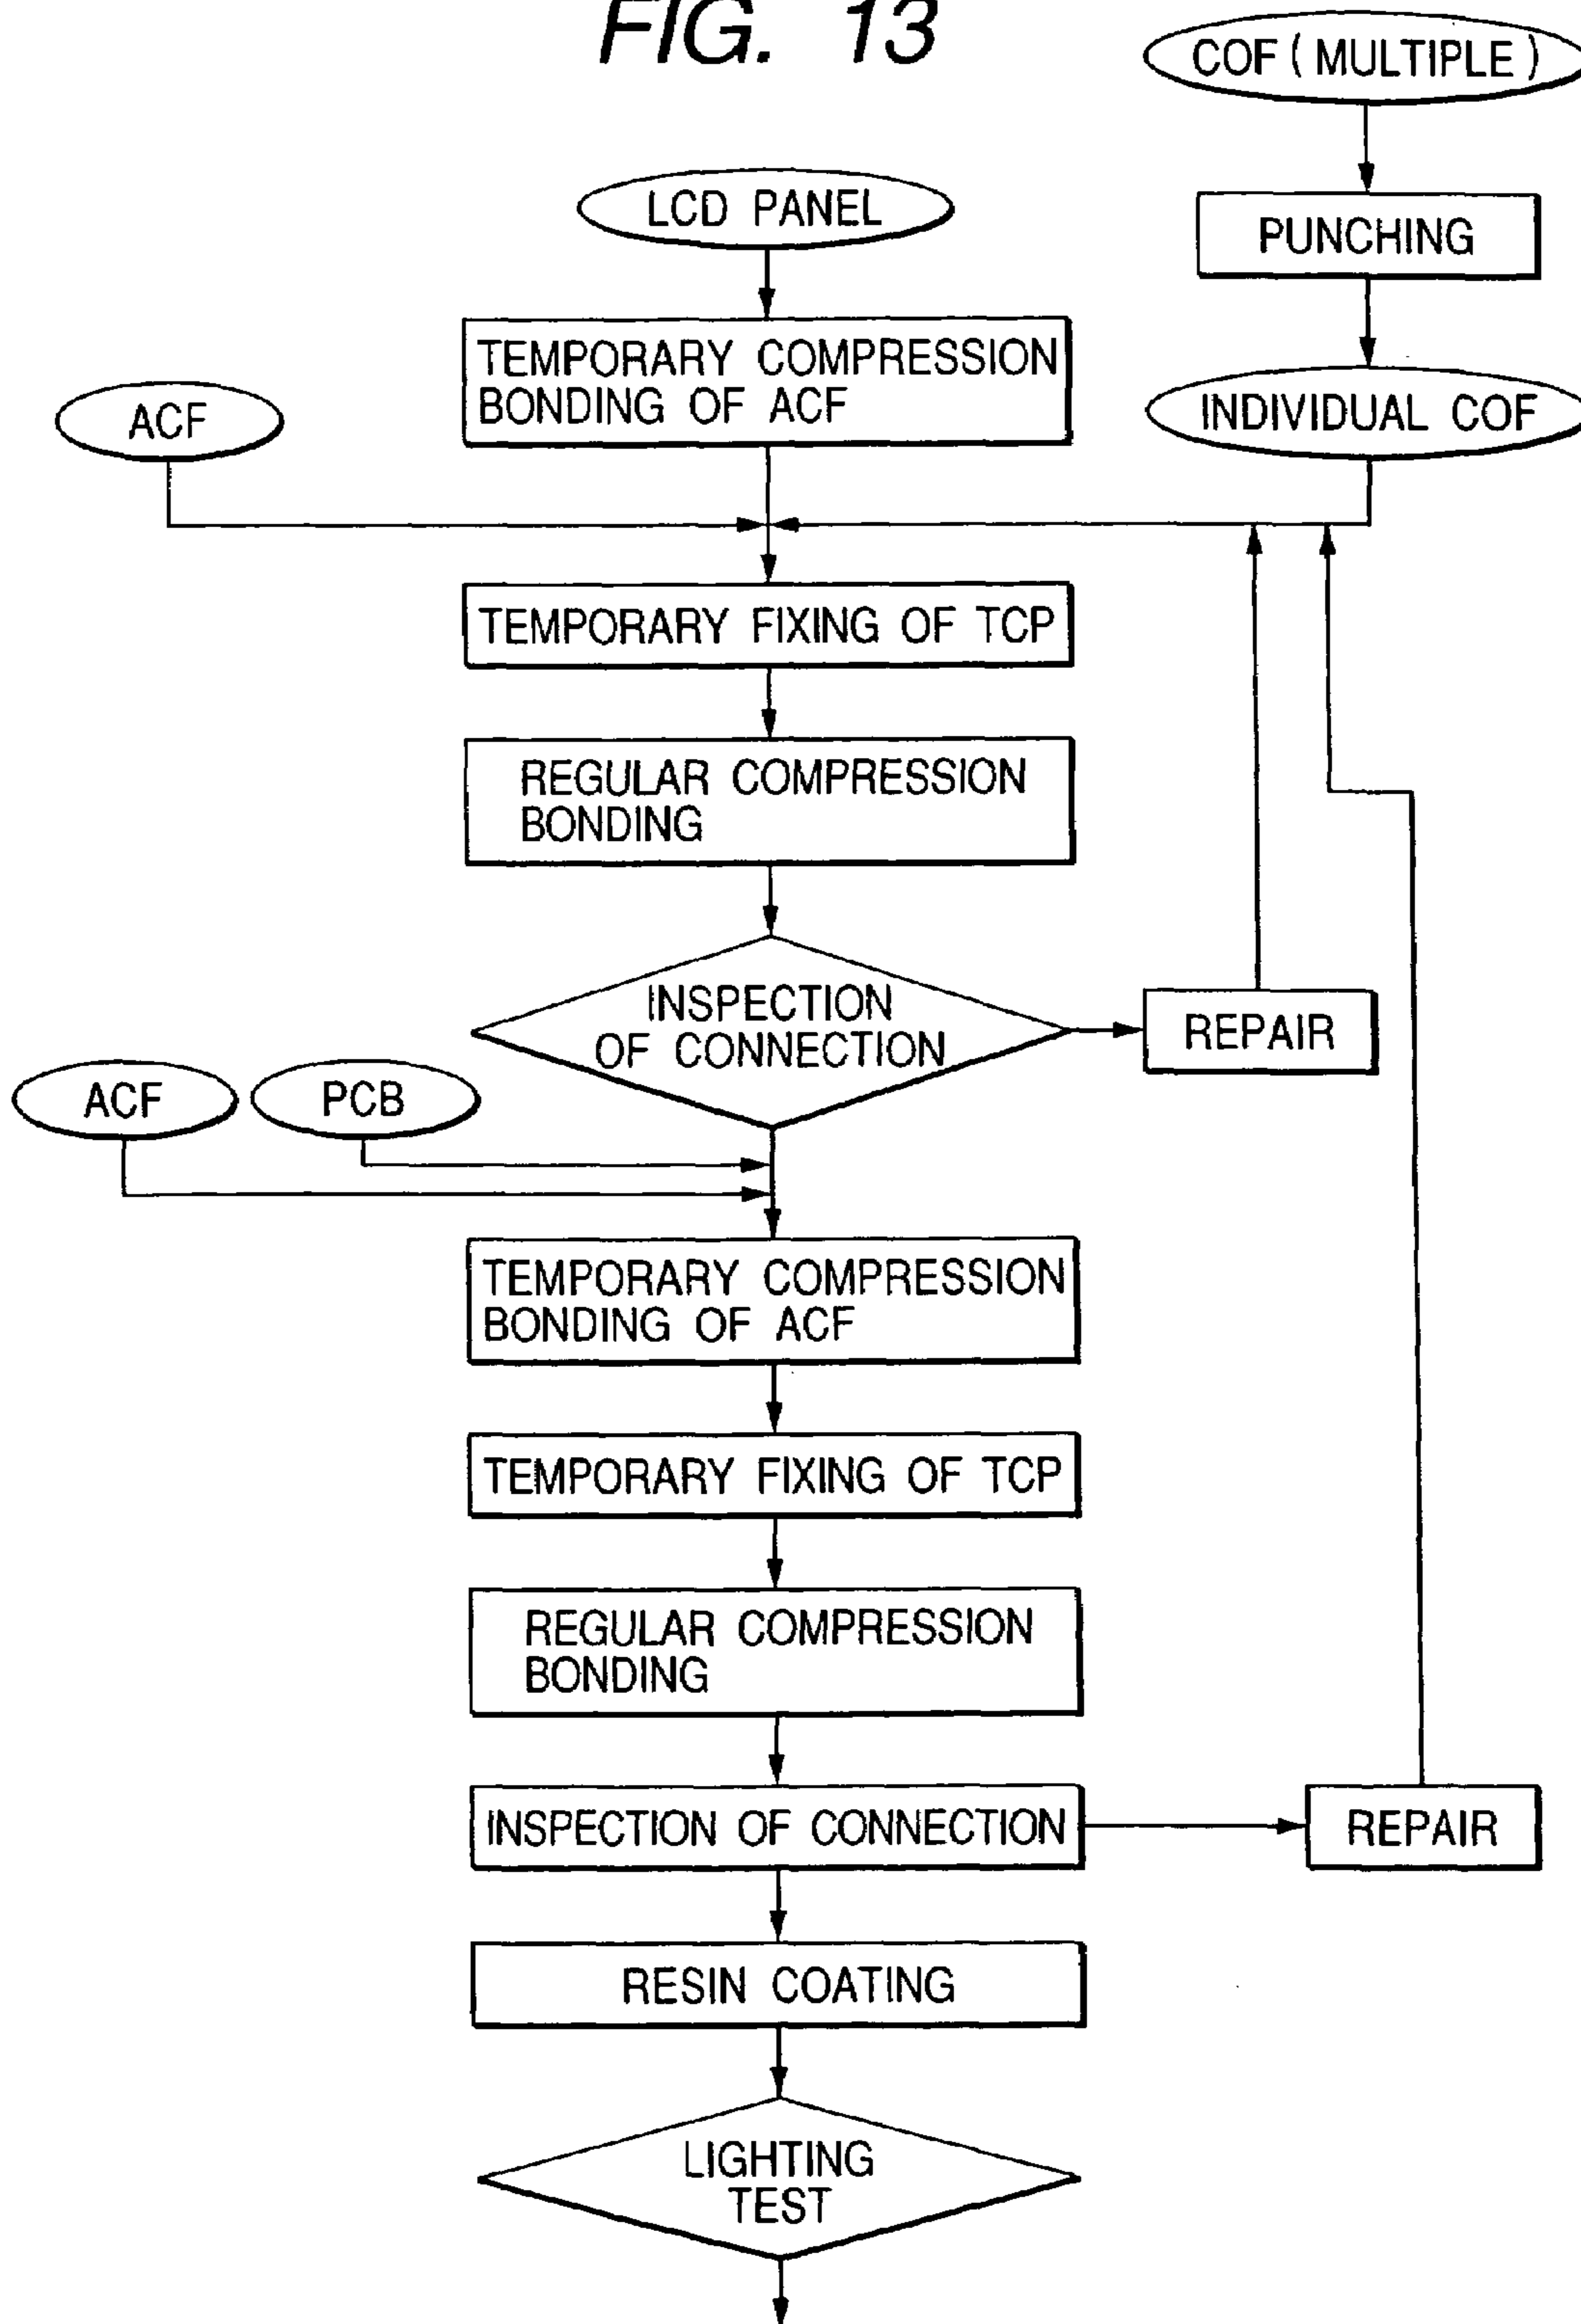 FIG. 13
COF ( MULTIPLE )
LCD PANEL
PUNCHING
TEMPORARY COMPRESSION
BONDING OF ACF
ACF
INDIVIDUAL COF
TEMPORARY FIXING OF TCP
REGULAR COMPRESSION
BONDING
INSPECTION
OF CONNECTION
REPAIR
ACF
PCB
TEMPORARY COMPRESSION
BONDING OF ACF
TEMPORARY FIXING OF TCP
REGULAR COMPRESSION
BONDING
INSPECTION OF CONNECTION
REPAIR
RESIN COATING
LIGHTING
TEST